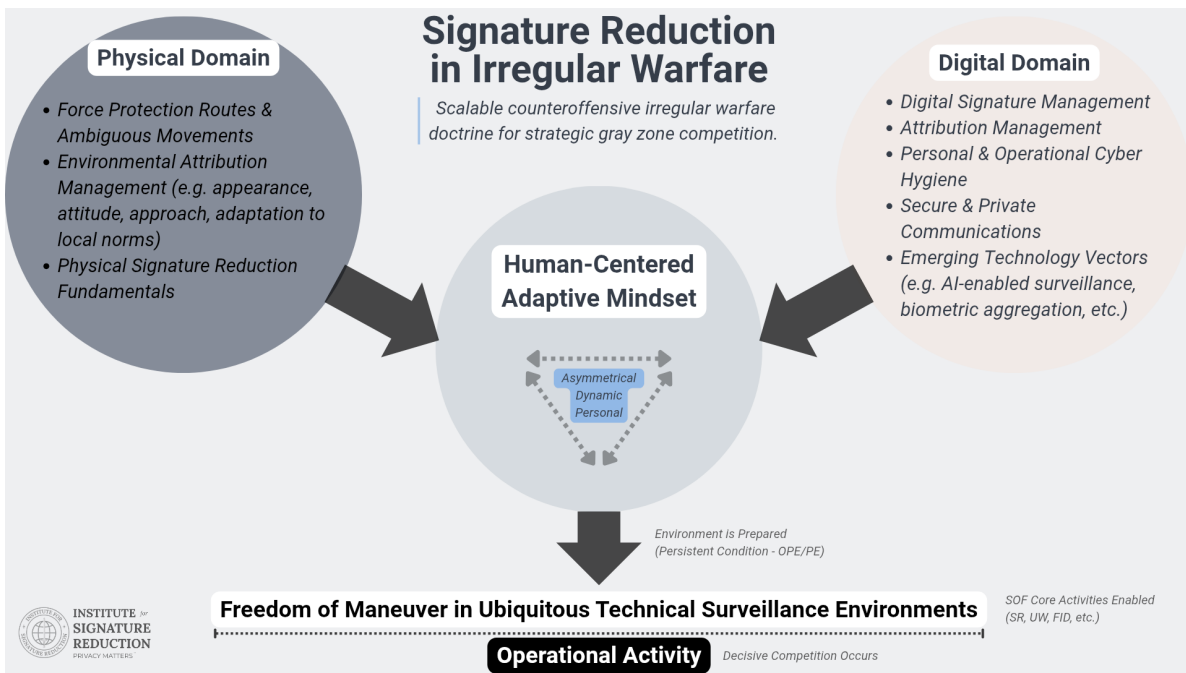 Signature Reduction
in Irregular Warfare
Scalable counteroffensive irregular warfare
doctrine for strategic gray zone competition.
Physical Domain
• Force Protection Routes &
Ambiguous Movements
• Environmental Attribution
Management (e.g. appearance,
attitude, approach, adaptation to
local norms)
• Physical Signature Reduction
Fundamentals
Digital Domain
• Digital Signature Management
• Attribution Management
• Personal & Operational Cyber
Hygiene
• Secure & Private
Communications
• Emerging Technology Vectors
(e.g. AI-enabled surveillance,
biometric aggregation, etc.)
Human-Centered
Adaptive Mindset
Asymmetrical
Dynamic
Personal
Environment is Prepared
(Persistent Condition - OPE/PE)
Freedom of Maneuver in Ubiquitous Technical Surveillance Environments
SOF Core Activities Enabled
(SR, UW, FID, etc.)
Operational Activity
Decisive Competition Occurs
INSTITUTE for
SIGNATURE
REDUCTION
PRIVACY MATTERS